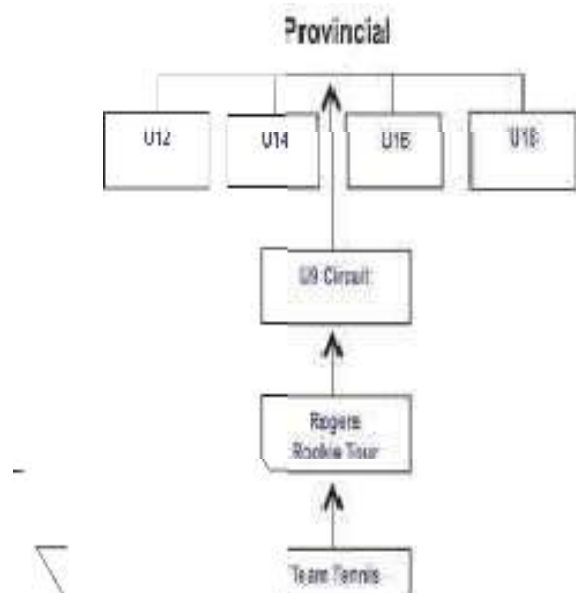 Provincial
U12
U14
U16
U18
U9 Circuit
Rogers
Rookie Tour
Team Tennis